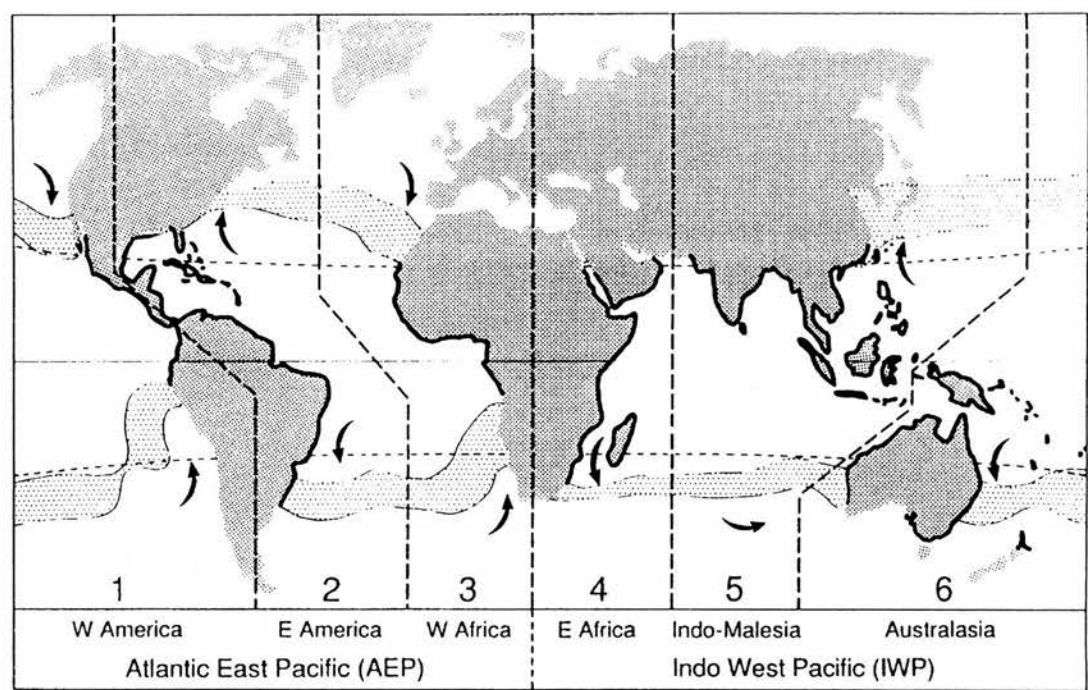 1 2 3 4 5 6
W America E America W Africa E Africa Indo-Malesia Australasia
Atlantic East Pacific (AEP) Indo West Pacific (IWP)